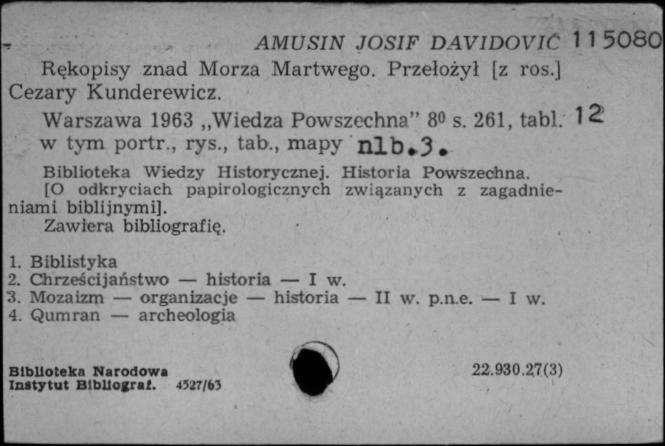 AMUSIN JOSIF DAVIDOVIČ 115080
Rękopisy znad Morza Martwego. Przełożył [z ros.]
Cezary Kunderewicz.
Warszawa 1963 „Wiedza Powszechna” 8⁰ s. 261, tabl. 12
w tym portr., rys., tab., mapy nlb.3.
Biblioteka Wiedzy Historycznej. Historia Powszechna.
[O odkryciach papirologicznych związanych z zagadnie-
niami biblijnymi].
Zawiera bibliografię.
1. Biblistyka
2. Chrześcijaństwo — historia — I w.
3. Mozaizm — organizacje — historia — II w. p.n.e. — I w.
4. Qumran — archeologia
Biblioteka Narodowa 22.930.27(3)
Instytut Bibliograf. 4527/63